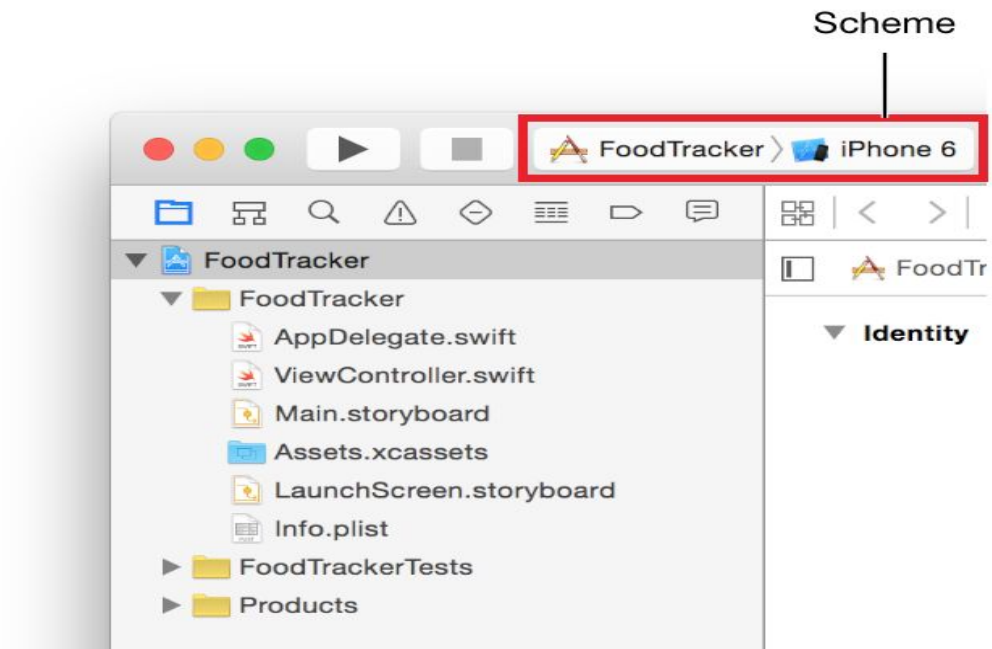 Scheme
FoodTracker iPhone 6
FoodTracker
FoodTracker
AppDelegate.swift
ViewController.swift
Main.storyboard
Assets.xcassets
LaunchScreen.storyboard
Info.plist
FoodTrackerTests
Products
FoodTr
Identity